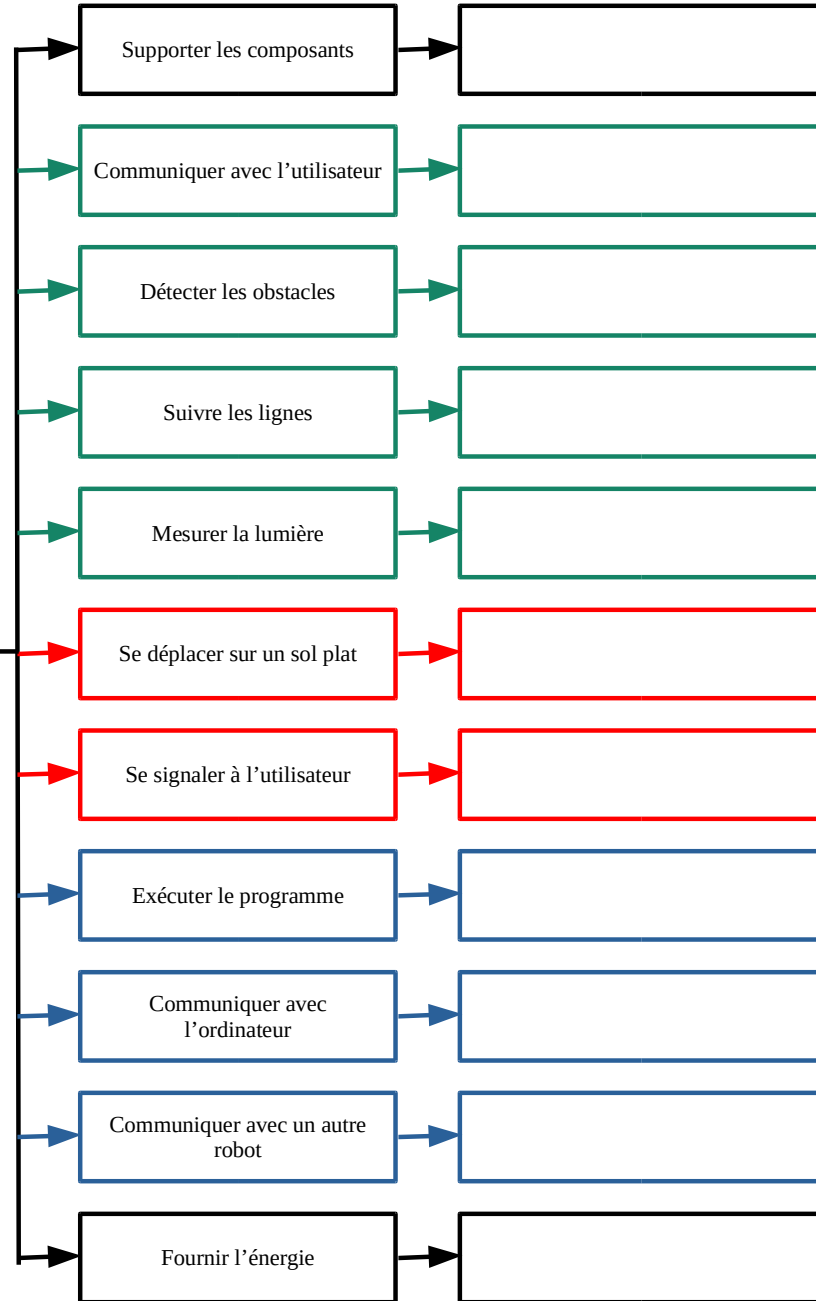 Supporter les composants
Communiquer avec l’utilisateur
Détecter les obstacles
Suivre les lignes
Mesurer la lumière
Se déplacer sur un sol plat
Se signaler à l’utilisateur
Exécuter le programme
Communiquer avec
l’ordinateur
Communiquer avec un autre
robot
Fournir l’énergie